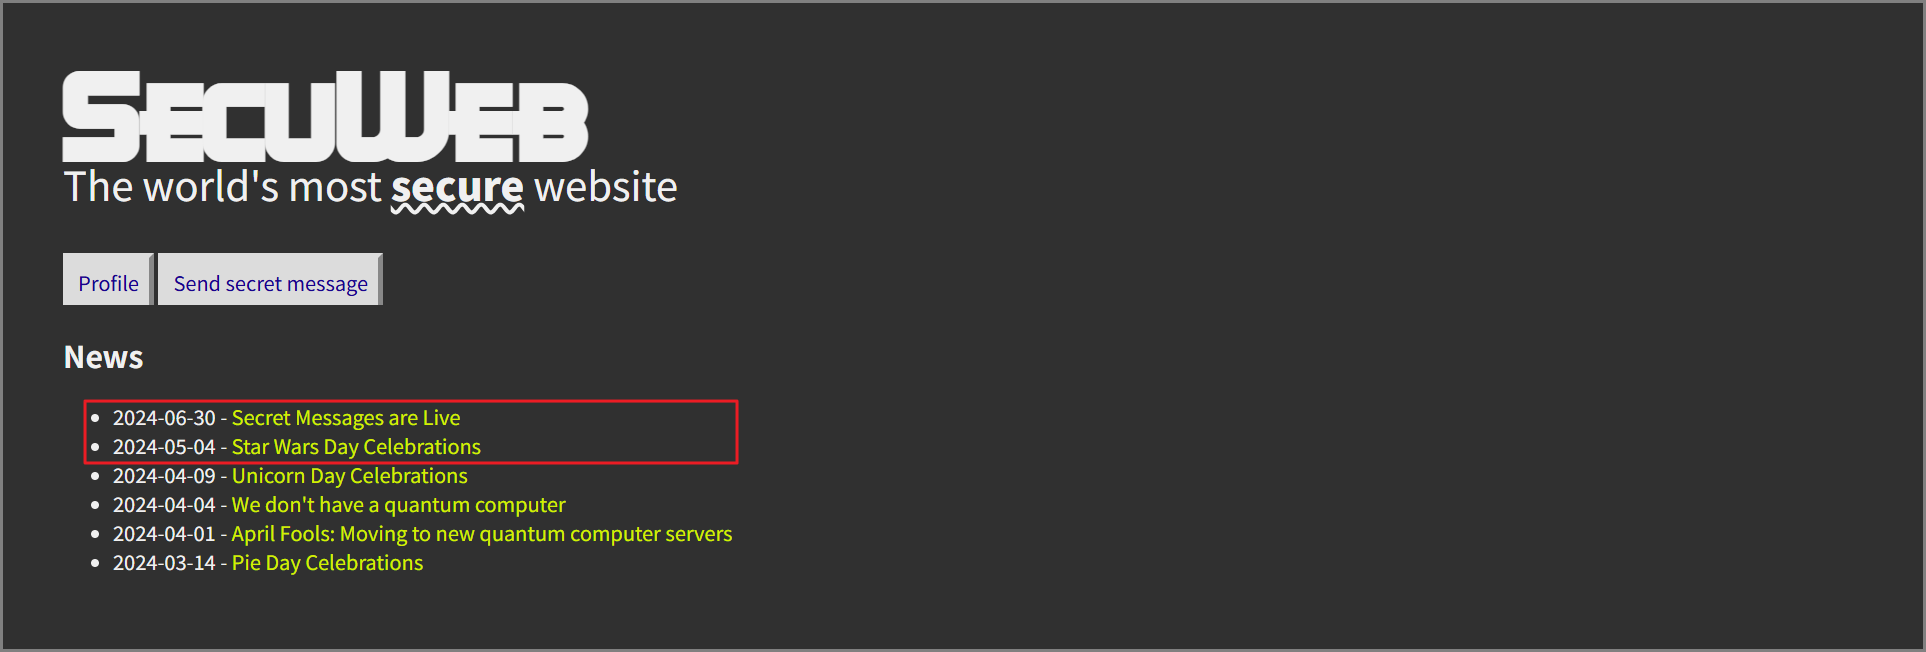 SECUWEB
The world's most secure website
Profile Send secret message
News
2024-06-30 - Secret Messages are Live
2024-05-04 - Star Wars Day Celebrations
2024-04-09 - Unicorn Day Celebrations
2024-04-04 - We don't have a quantum computer
2024-04-01 - April Fools: Moving to new quantum computer servers
2024-03-14 - Pie Day Celebrations